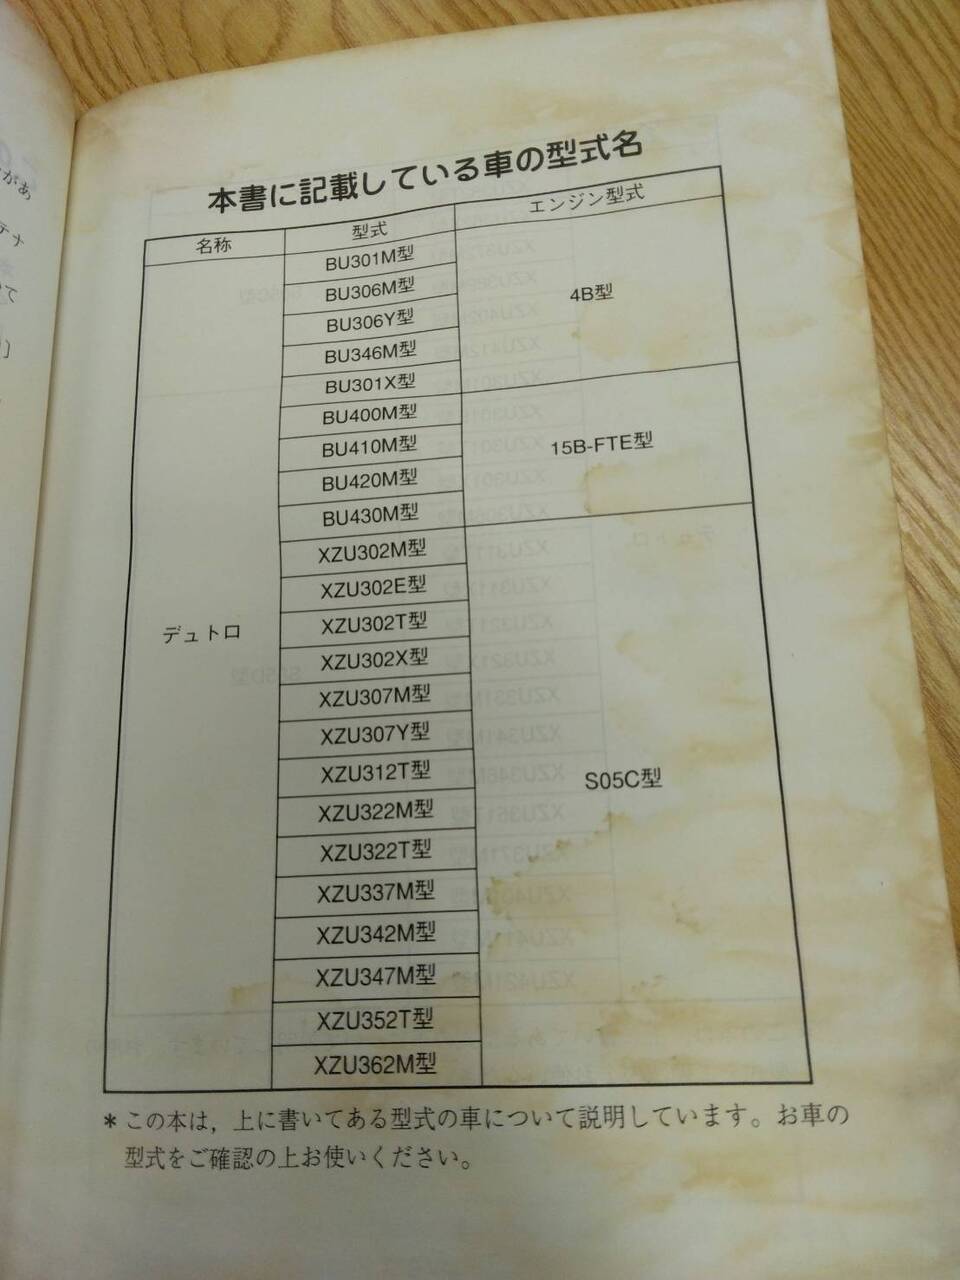 本書に記載している車の型式名
名称 型式 エンジン型式
BU301M型
BU306M型
4B型
BU306Y型
BU346M型
BU301X型
BU400M型
BU410M型
15B-FTE型
BU420M型
BU430M型
XZU302M型
XZU302E型
デュトロ
XZU302T型
XZU302X型
XZU307M型
XZU307Y型
XZU312T型
S05C型
XZU322M型
XZU322T型
XZU337M型
XZU342M型
XZU347M型
XZU352T型
XZU362M型
*この本は,上に書いてある型式の車について説明しています。お車の
型式をご確認の上お使いください。